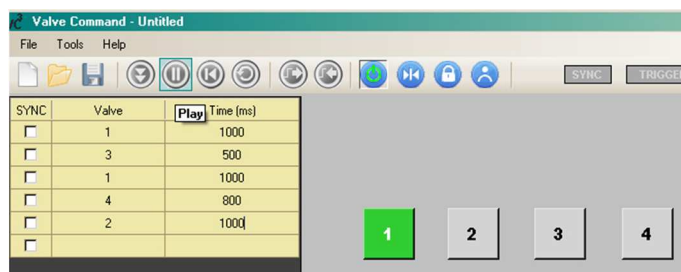 Valve Command - Untitled
File Tools Help
SYNC TRIGGER
SYNC Valve Time (ms)
Play
1 1000
3 500
1 1000
4 800
2 1000
1 2 3 4